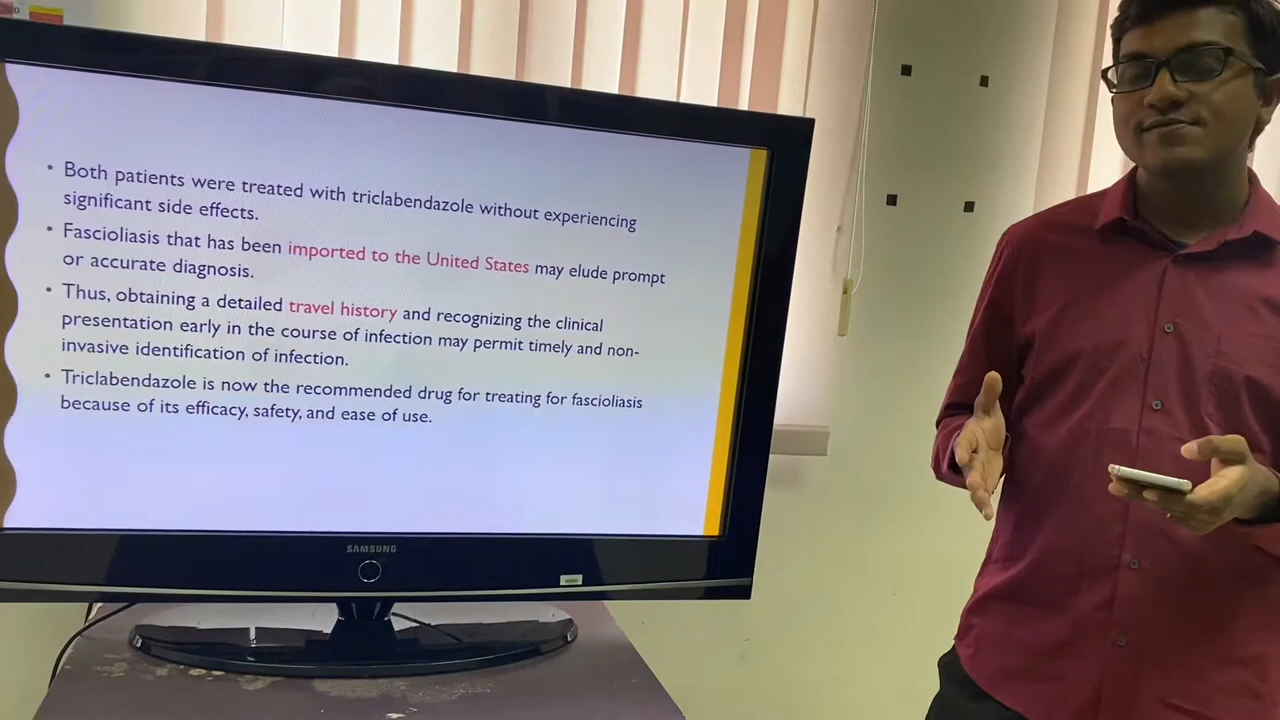 • Both patients were treated with triclabendazole without experiencing
significant side effects.
• Fascioliasis that has been imported to the United States may elude prompt
or accurate diagnosis.
• Thus, obtaining a detailed travel history and recognizing the clinical
presentation early in the course of infection may permit timely and non-
invasive identification of infection.
• Triclabendazole is now the recommended drug for treating for fascioliasis
because of its efficacy, safety, and ease of use.
SAMSUNG